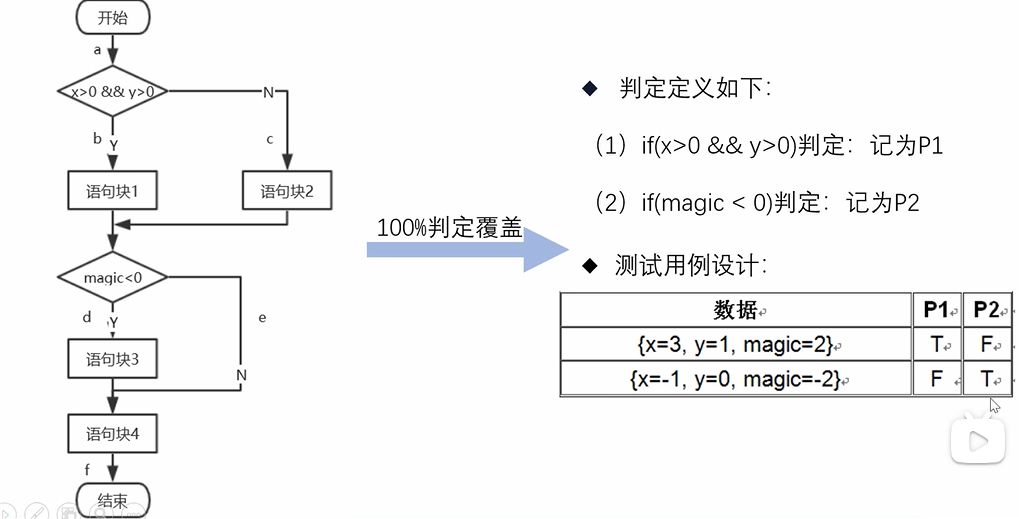 开始
a
x>0 && y>0
N
b
Y
c
语句块1
语句块2
magic<0
d
Y
e
语句块3
N
语句块4
f
结束
100%判定覆盖
◆ 判定定义如下：
（1）if(x>0 && y>0)判定：记为P1
（2）if(magic < 0)判定：记为P2
◆ 测试用例设计：
数据 P1 P2
{x=3, y=1, magic=2} T F
{x=-1, y=0, magic=-2} F T